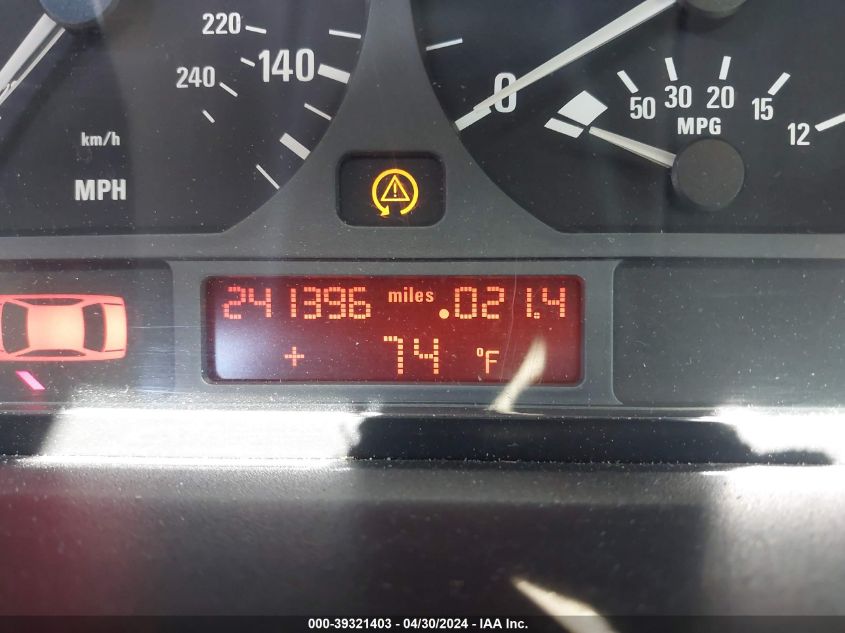 220
240
140
km/h
MPH
0
50 30 20 15 12
MPG
241396 miles .021.4
+ 74 °F
000-39321403 - 04/30/2024 - IAA Inc.